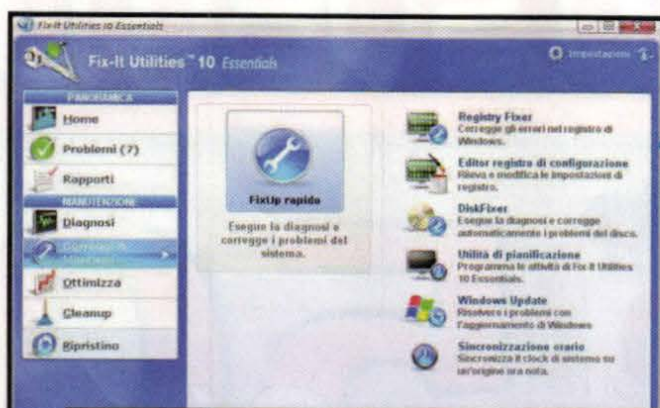 Fix-It Utilities 10 Essentials
Fix-It Utilities™ 10 Essentials
Impostazioni
PANORAMICA
Home
Problemi (7)
Rapporti
MANUTENZIONE
Diagnosi
Ottimizza
Cleanup
Ripristino
FixUp rapido
Esegue la diagnosi e
corregge i problemi del
sistema.
Registry Fixer
Corregge gli errori nel registro di
Windows.
Editor registro di configurazione
Rileva e modifica le impostazioni di
registro.
DiskFixer
Esegue la diagnosi e corregge
automaticamente i problemi del disco.
Utilità di pianificazione
Programma le attività di Fix-It Utilities
10 Essentials.
Windows Update
Risolvere i problemi con
l'aggiornamento di Windows
Sincronizzazione orario
Sincronizza il clock di sistema su
un'origine ora nota.